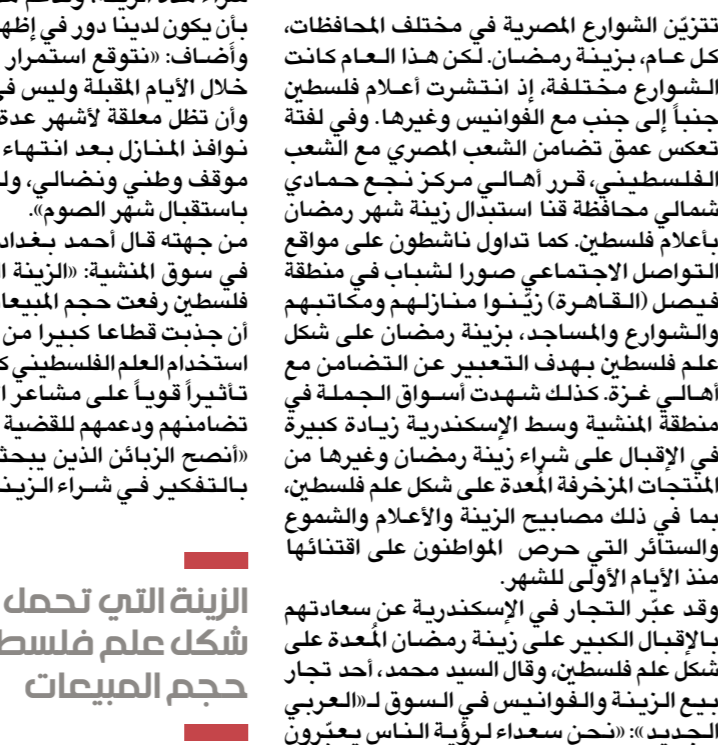 تتزيّن الشوارع المصرية في مختلف المحافظات،
كل عام، بزينة رمضان. لكن هذا العام كانت
الشوارع مختلفة، إذ انتشرت أعلام فلسطين
جنباً إلى جنب مع الفوانيس وغيرها. وفي لفتة
تعكس عمق تضامن الشعب المصري مع الشعب
الفلسطيني، قرر أهالي مركز نجع حمادي
شمالي محافظة قنا استبدال زينة شهر رمضان
بأعلام فلسطين. كما تداول ناشطون على مواقع
التواصل الاجتماعي صورا لشباب في منطقة
فيصل (القاهرة) زيّنوا منازلهم ومكاتبهم
والشوارع والمساجد، بزينة رمضان على شكل
علم فلسطين بهدف التعبير عن التضامن مع
أهالي غزة. كذلك شهدت أسواق الجملة في
منطقة المنشية وسط الإسكندرية زيادة كبيرة
في الإقبال على شراء زينة رمضان وغيرها من
المنتجات المزخرفة المُعدة على شكل علم فلسطين،
بما في ذلك مصابيح الزينة والأعلام والشموع
والستائر التي حرص المواطنون على اقتنائها
منذ الأيام الأولى للشهر.
وقد عبّر التجار في الإسكندرية عن سعادتهم
بالإقبال الكبير على زينة رمضان المُعدة على
شكل علم فلسطين، وقال السيد محمد، أحد تجار
بيع الزينة والفوانيس في السوق لـ«العربي
الجديد»: «نحن سعداء لرؤية الناس يعبّرون
بأن يكون لدينا دور في إظه
وأضاف: «نتوقع استمرار
خلال الأيام المقبلة وليس ف
وأن تظل معلقة لأشهر عدة
نوافذ المنازل بعد انتهاء
موقف وطني ونضالي، ول
باستقبال شهر الصوم».
من جهته قال أحمد بغداد
في سوق المنشية: «الزينة ا
فلسطين رفعت حجم المبيعا
أن جذبت قطاعا كبيرا من
استخدام العلم الفلسطيني ك
تأثيراً قوياً على مشاعر ا
تضامنهم ودعمهم للقضية
«أنصح الزبائن الذين يبحث
بالتفكير في شراء الزين
الزينة التي تحمل
شكل علم فلسط
حجم المبيعات